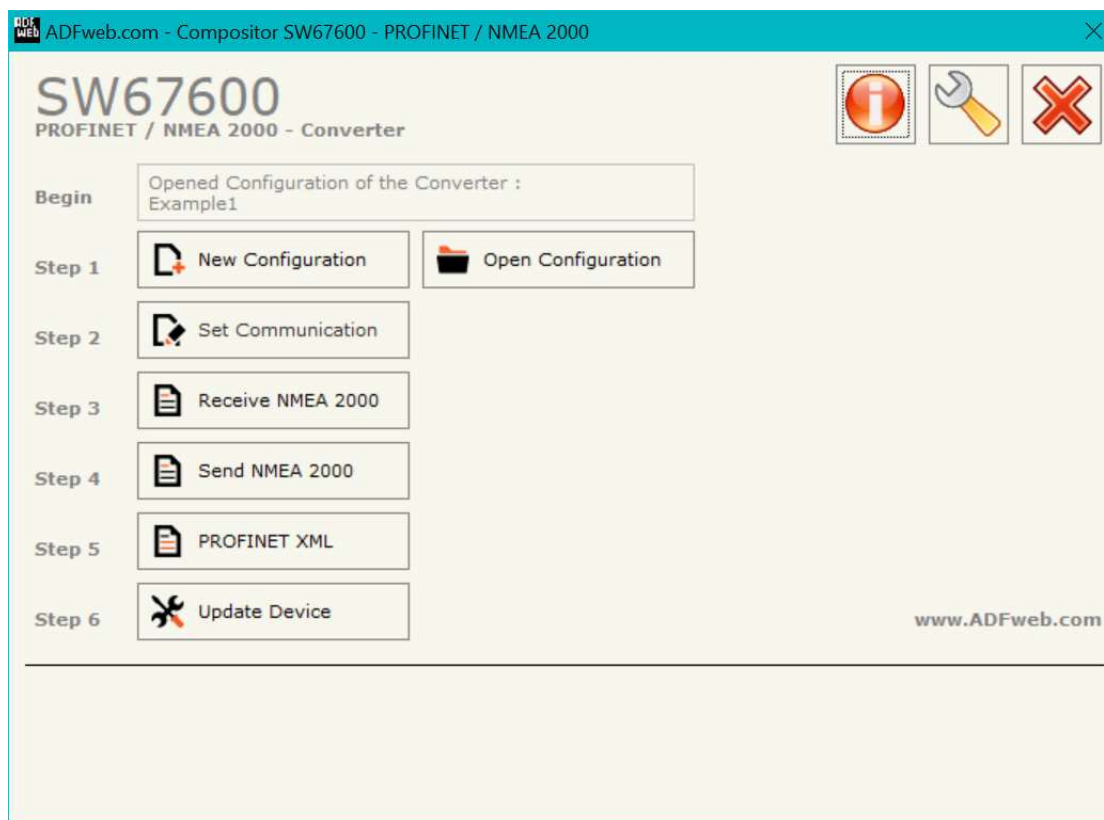 ADF
WEB
ADFweb.com - Compositor SW67600 - PROFINET / NMEA 2000
SW67600
PROFINET / NMEA 2000 - Converter
Begin
Opened Configuration of the Converter :
Example1
Step 1
New Configuration
Open Configuration
Step 2
Set Communication
Step 3
Receive NMEA 2000
Step 4
Send NMEA 2000
Step 5
PROFINET XML
Step 6
Update Device
www.ADFweb.com